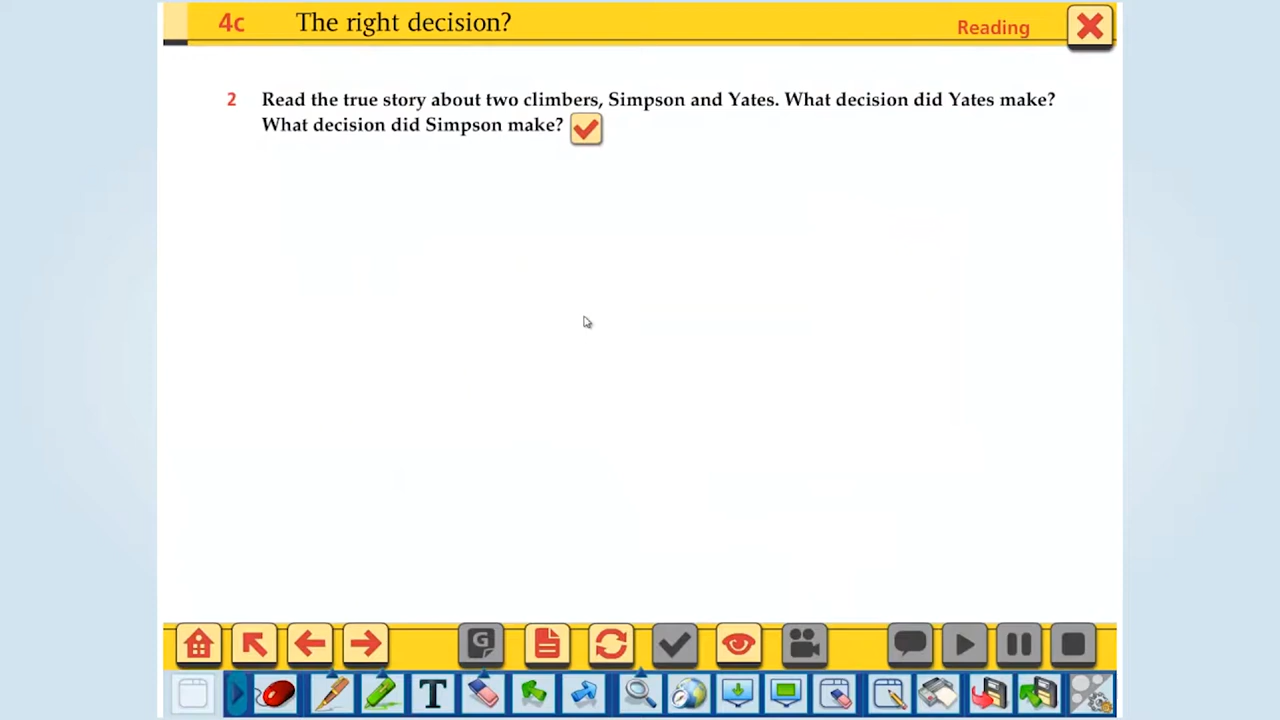 4c The right decision? Reading
2 Read the true story about two climbers, Simpson and Yates. What decision did Yates make?
What decision did Simpson make?
G
T